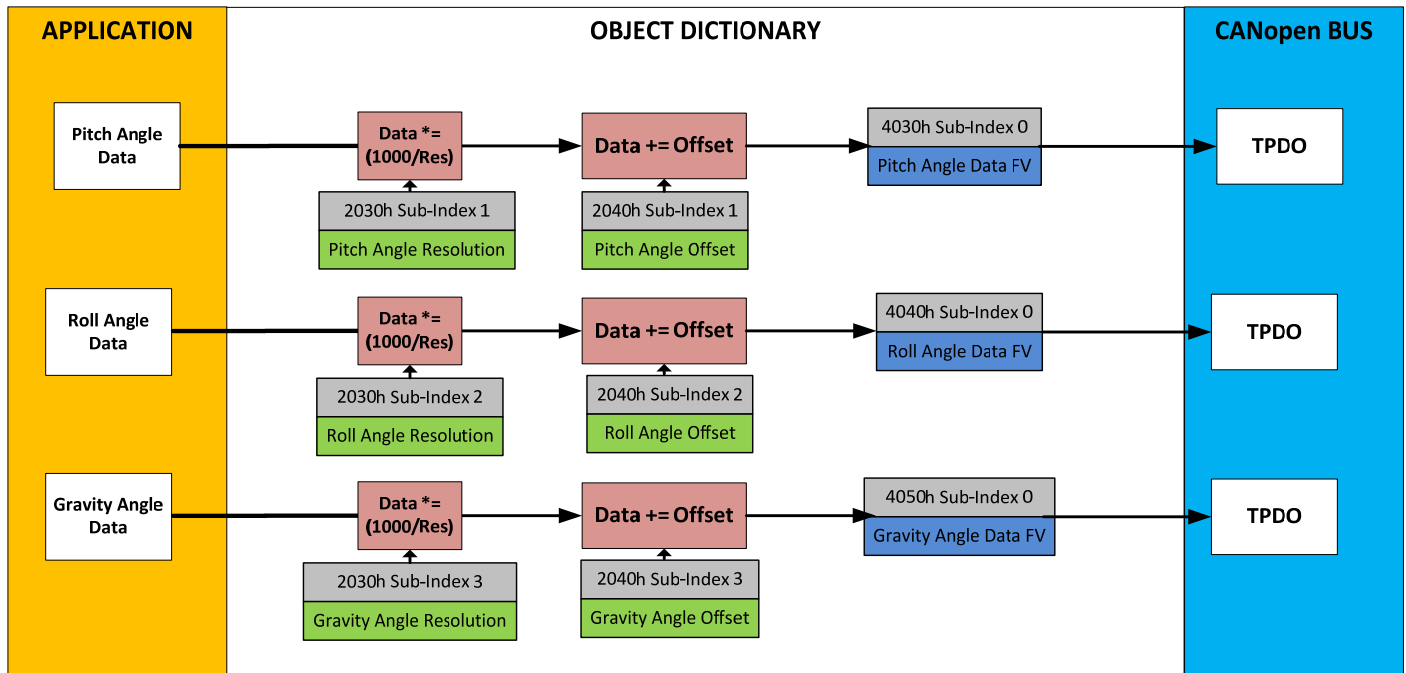 APPLICATION
OBJECT DICTIONARY
CANopen BUS
Pitch Angle
Data
Data *=
(1000/Res)
Data += Offset
4030h Sub-Index 0
Pitch Angle Data FV
TPDO
2030h Sub-Index 1
Pitch Angle Resolution
2040h Sub-Index 1
Pitch Angle Offset
Roll Angle
Data
Data *=
(1000/Res)
Data += Offset
4040h Sub-Index 0
Roll Angle Data FV
TPDO
2030h Sub-Index 2
Roll Angle Resolution
2040h Sub-Index 2
Roll Angle Offset
Gravity Angle
Data
Data *=
(1000/Res)
Data += Offset
4050h Sub-Index 0
Gravity Angle Data FV
TPDO
2030h Sub-Index 3
Gravity Angle Resolution
2040h Sub-Index 3
Gravity Angle Offset